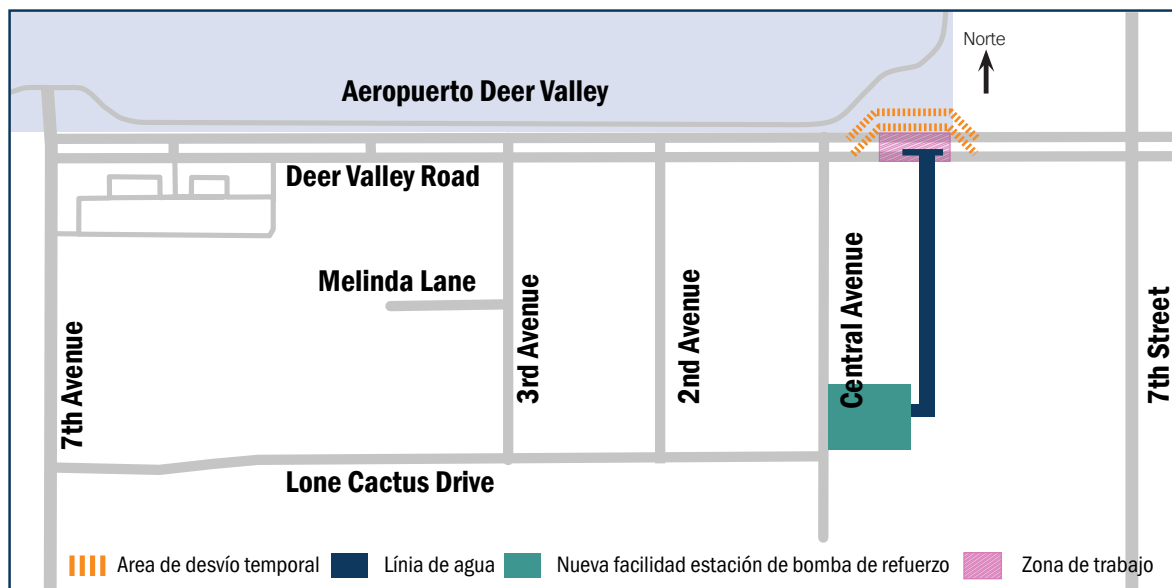 Norte
Aeropuerto Deer Valley
Deer Valley Road
Melinda Lane
7th Avenue
3rd Avenue
2nd Avenue
Central Avenue
7th Street
Lone Cactus Drive
Area de desvío temporal
Línia de agua
Nueva facilidad estación de bomba de refuerzo
Zona de trabajo